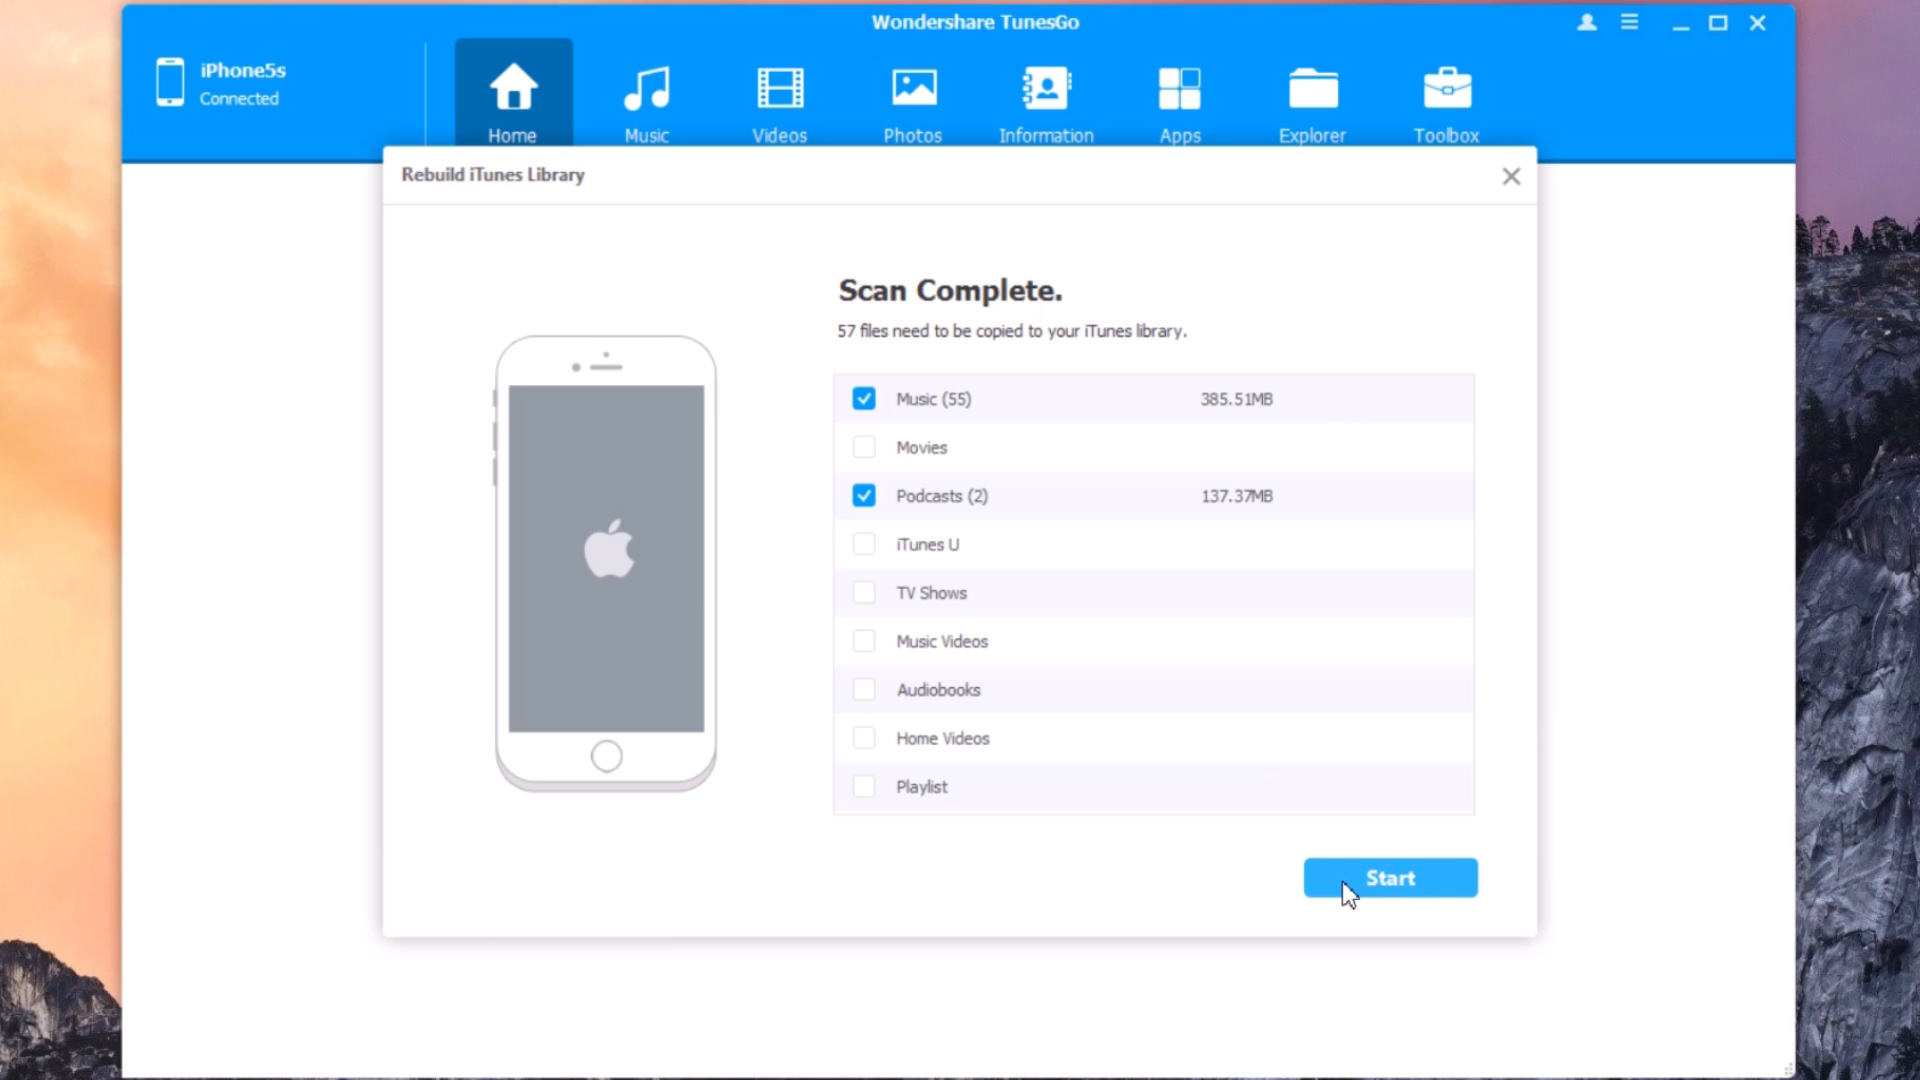 Wondershare TunesGo
iPhone5s
Connected
Home
Music
Videos
Photos
Information
Apps
Explorer
Toolbox
Rebuild iTunes Library
Scan Complete.
57 files need to be copied to your iTunes library.
Music (55) 385.51MB
Movies
Podcasts (2) 137.37MB
iTunes U
TV Shows
Music Videos
Audiobooks
Home Videos
Playlist
Start